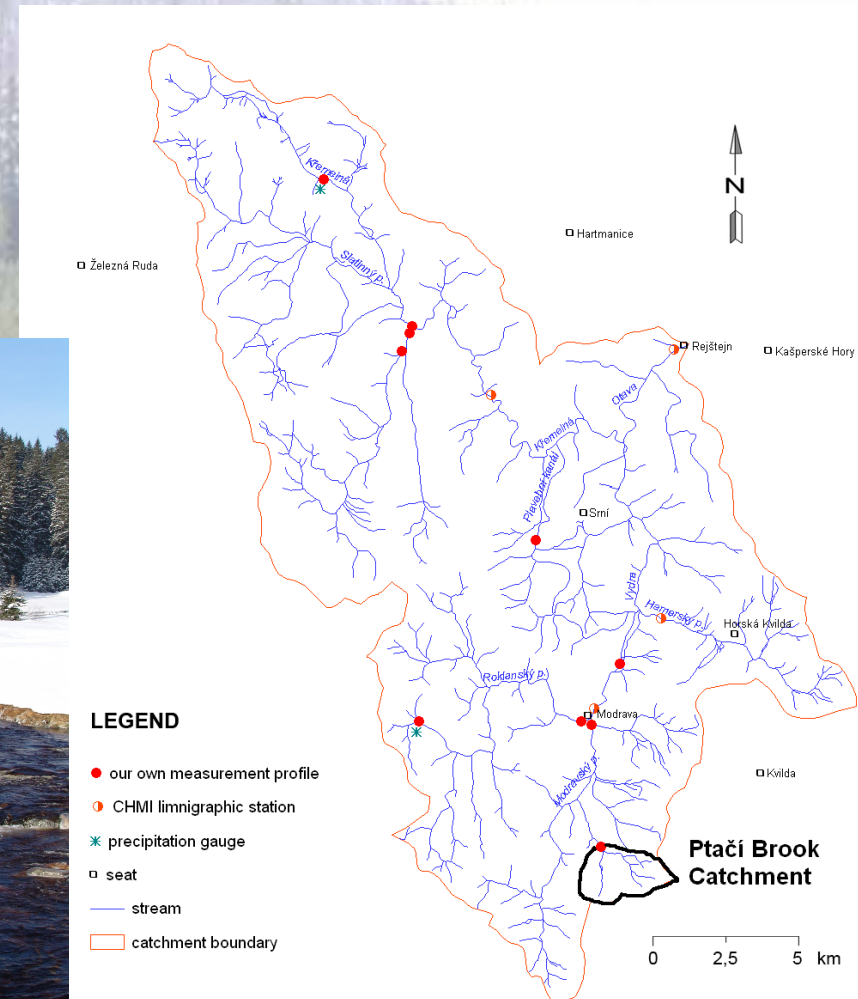 Křemelná
N
Hartmanice
Slatinný p.
Železná Ruda
Rejštejn
Kašperské Hory
Otava
Křemelná
Plavební kanál
Srní
Vydra
Hamerský p.
Horská Kvilda
Roklanský p.
Modrava
Modravský p.
Kvilda
LEGEND
our own measurement profile
CHMI limnigraphic station
precipitation gauge
seat
stream
catchment boundary
Ptačí Brook
Catchment
0 2,5 5 km